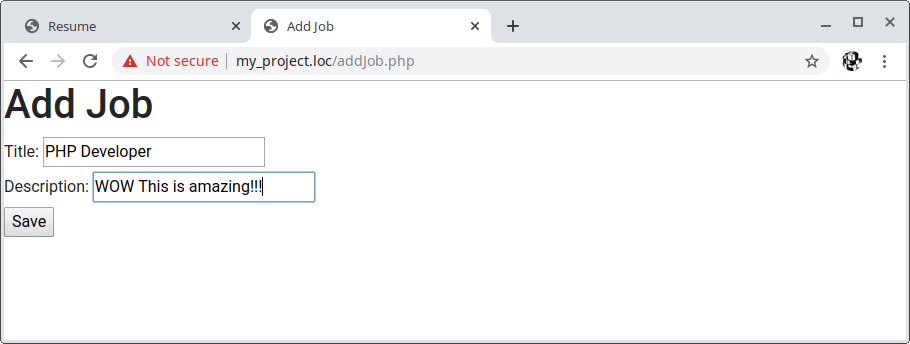 Resume
Add Job
Not secure
my_project.loc/addJob.php
Add Job
Title: PHP Developer
Description: WOW This is amazing!!!
Save